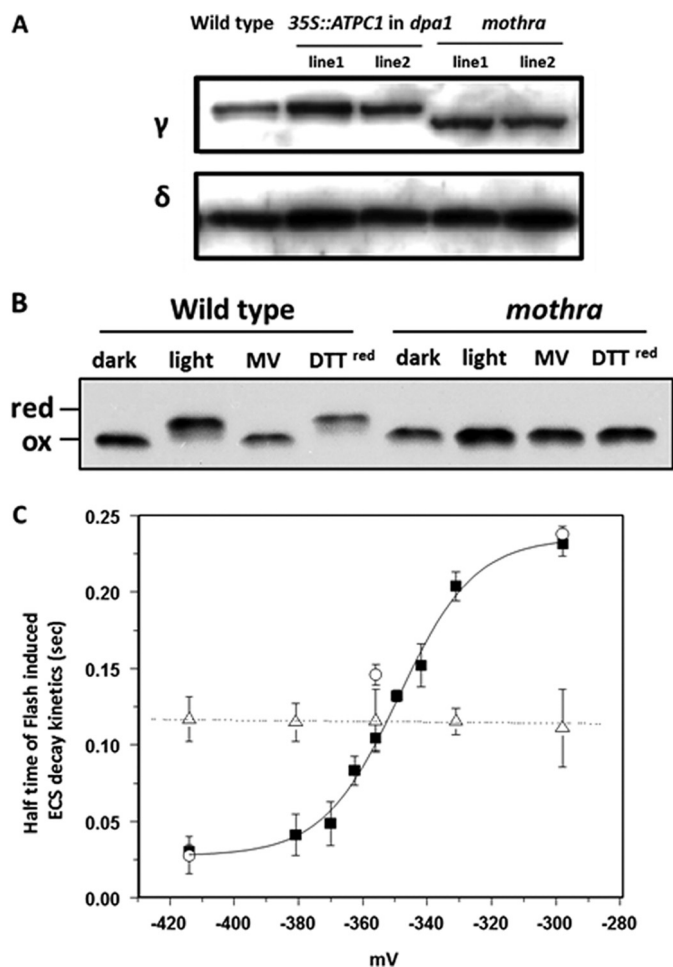 A
Wild type 35S::ATPC1 in dpa1 mothra
line1 line2 line1 line2
γ
δ
B
Wild type mothra
dark light MV DTT red dark light MV DTT red
red
ox
C
0.25
0.20
0.15
0.10
0.05
0.00
Half time of Flash induced
ECS decay kinetics (sec)
-420 -400 -380 -360 -340 -320 -300 -280
mV